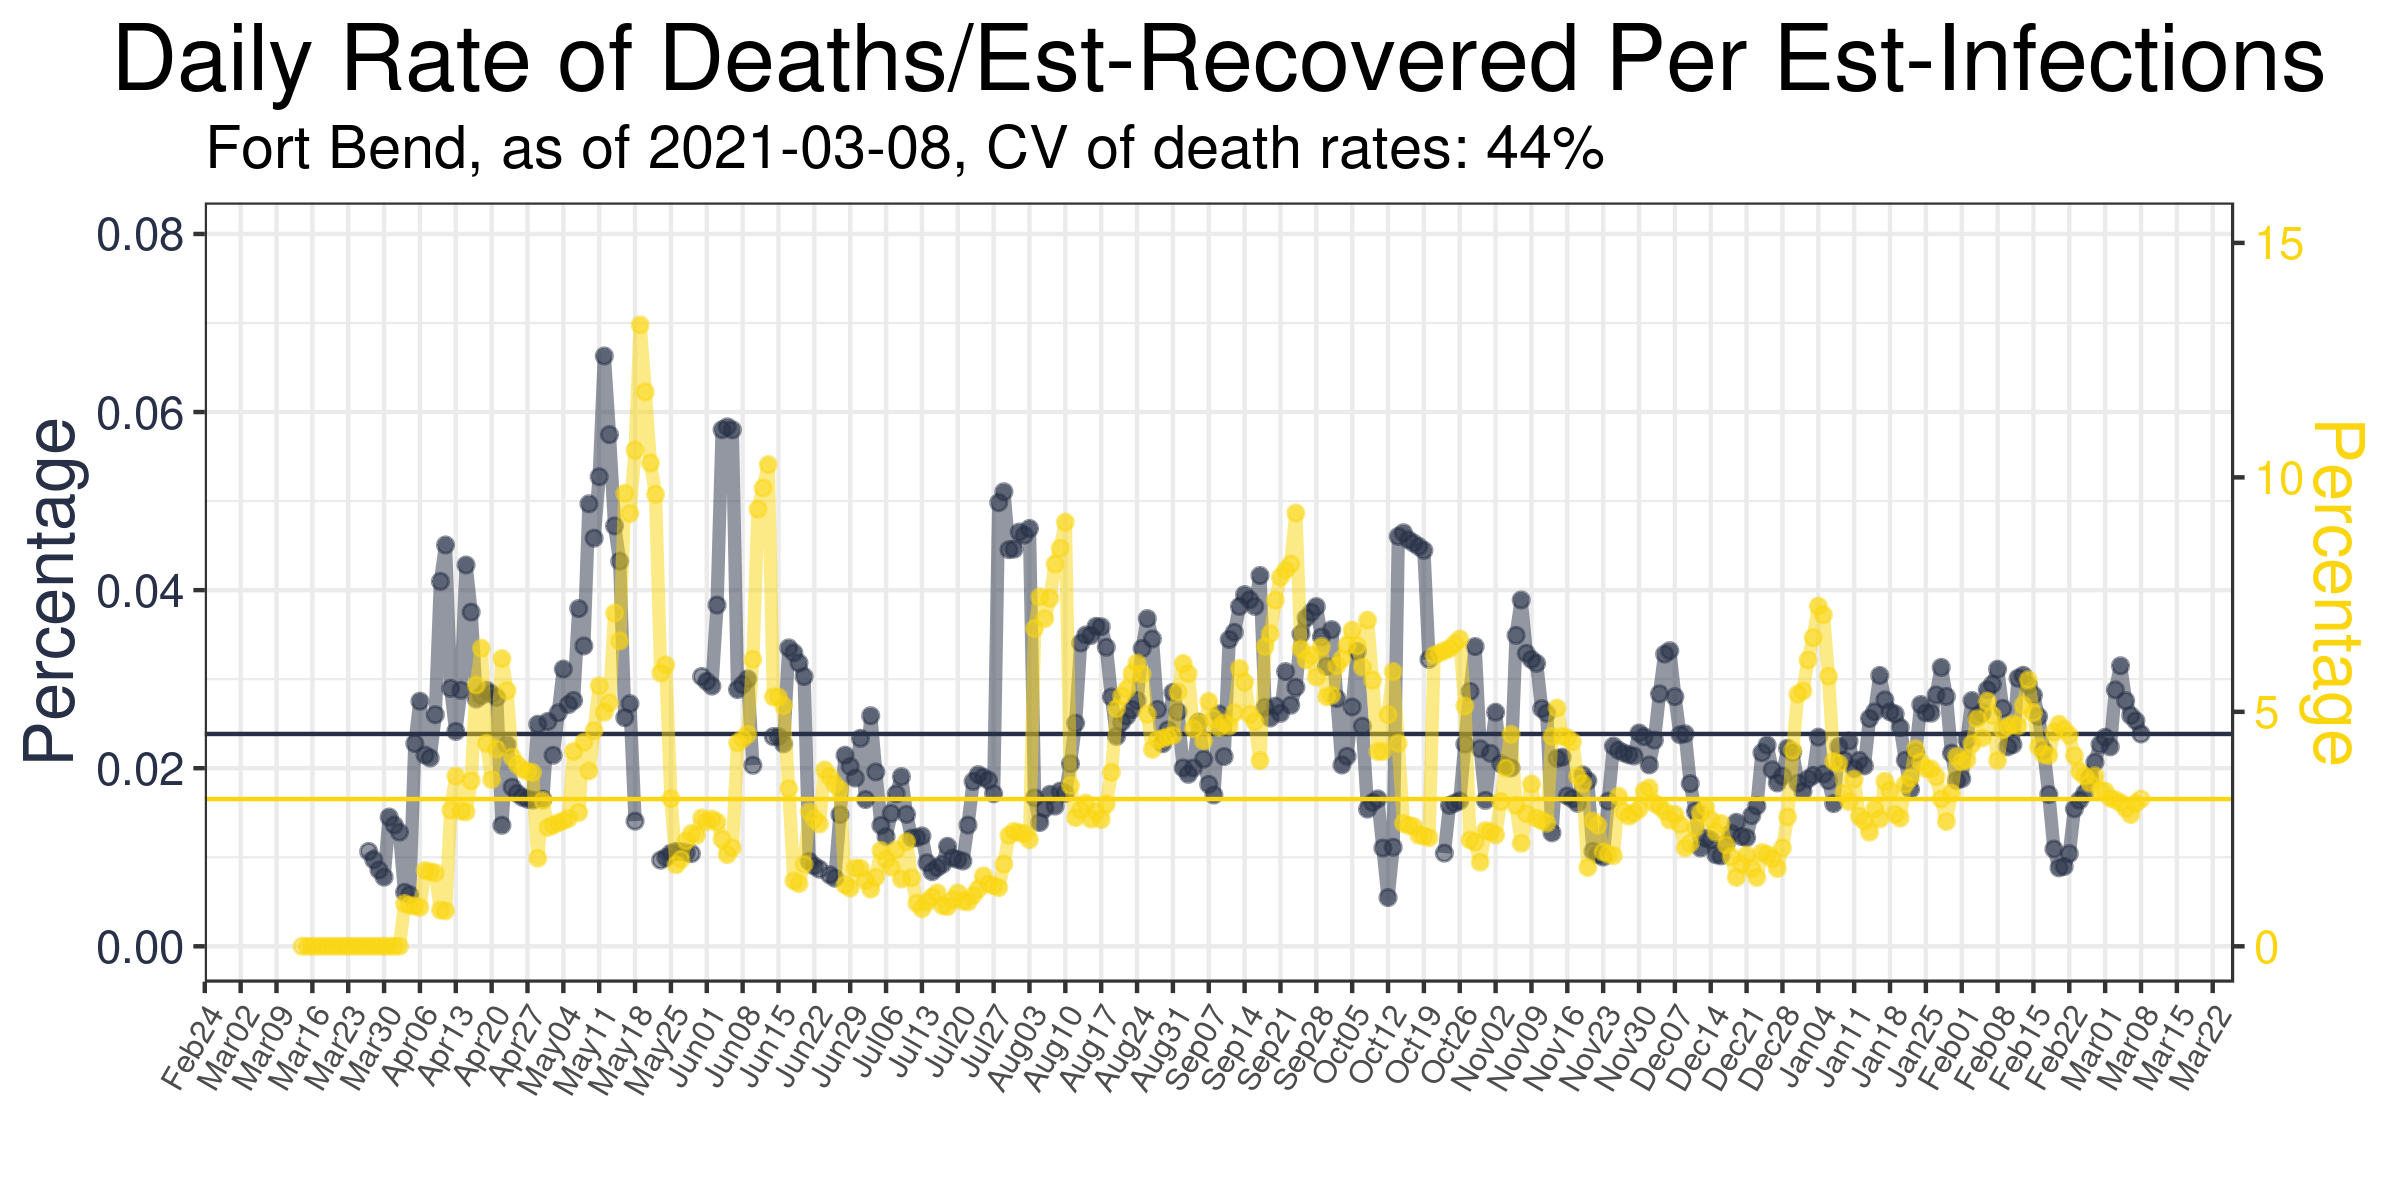 Daily Rate of Deaths/Est-Recovered Per Est-Infections
Fort Bend, as of 2021-03-08, CV of death rates: 44%
Percentage
0.08
0.06
0.04
0.02
0.00
15
10
5
0
Percentage
Feb24 Mar02 Mar09 Mar16 Mar23 Mar30 Apr06 Apr13 Apr20 Apr27 May04 May11 May18 May25 Jun01 Jun08 Jun15 Jun22 Jun29 Jul06 Jul13 Jul20 Jul27 Aug03 Aug10 Aug17 Aug24 Aug31 Sep07 Sep14 Sep21 Sep28 Oct05 Oct12 Oct19 Oct26 Nov02 Nov09 Nov16 Nov23 Nov30 Dec07 Dec14 Dec21 Dec28 Jan04 Jan11 Jan18 Jan25 Feb01 Feb08 Feb15 Feb22 Mar01 Mar08 Mar15 Mar22